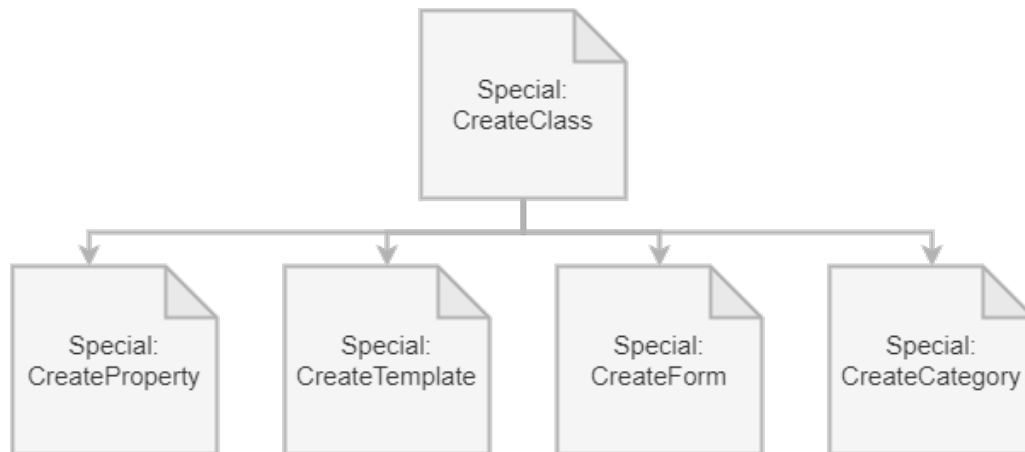 Special:
CreateClass
Special:
CreateProperty
Special:
CreateTemplate
Special:
CreateForm
Special:
CreateCategory